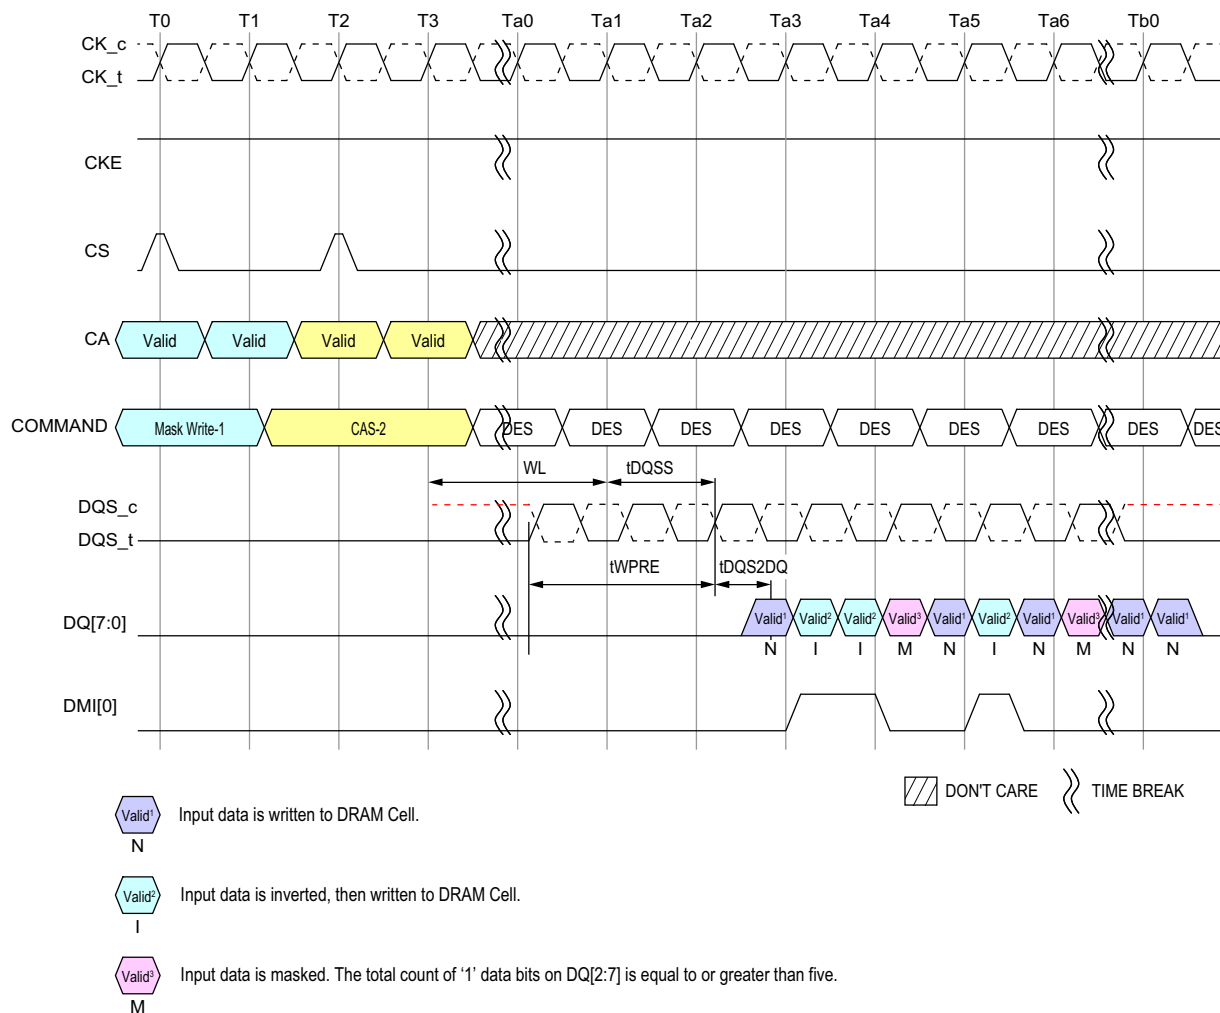 T0 T1 T2 T3 Ta0 Ta1 Ta2 Ta3 Ta4 Ta5 Ta6 Tb0
CK_c
CK_t
CKE
CS
CA Valid Valid Valid Valid
COMMAND Mask Write-1 CAS-2 DES DES DES DES DES DES DES DES DES
WL tDQSS
DQS_c
DQS_t
tWPRE tDQS2DQ
DQ[7:0] Valid¹ Valid² Valid² Valid³ Valid¹ Valid² Valid¹ Valid³ Valid¹ Valid¹
N I I M N I N M N N
DMI[0]
DON'T CARE TIME BREAK
Valid¹ Input data is written to DRAM Cell.
N
Valid² Input data is inverted, then written to DRAM Cell.
I
Valid³ Input data is masked. The total count of ‘1’ data bits on DQ[2:7] is equal to or greater than five.
M